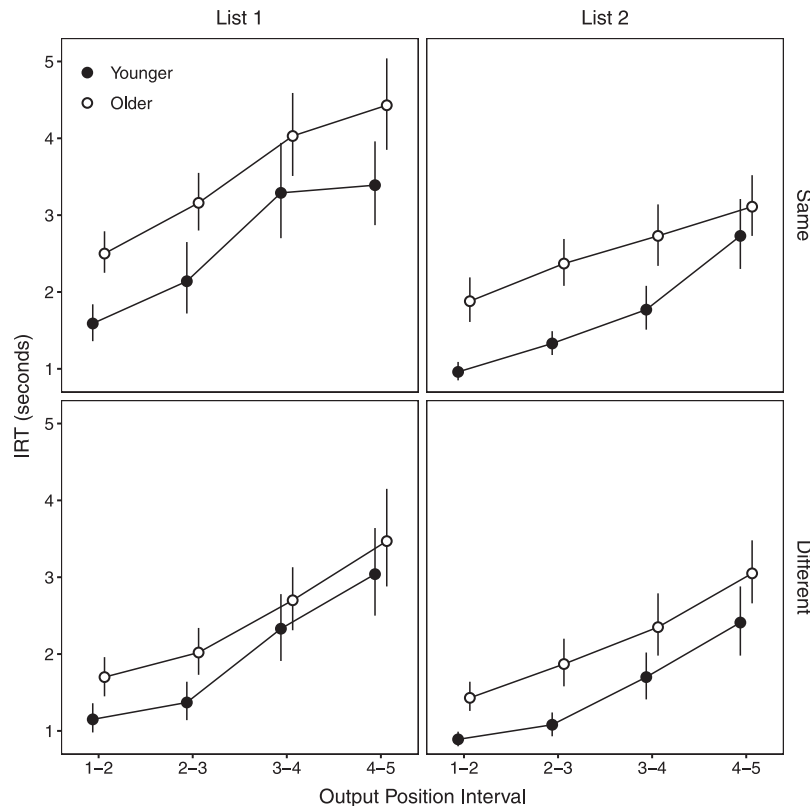 List 1
List 2
Younger
Older
5
4
3
2
1
Same
5
4
3
2
1
Different
IRT (seconds)
1–2
2–3
3–4
4–5
1–2
2–3
3–4
4–5
Output Position Interval